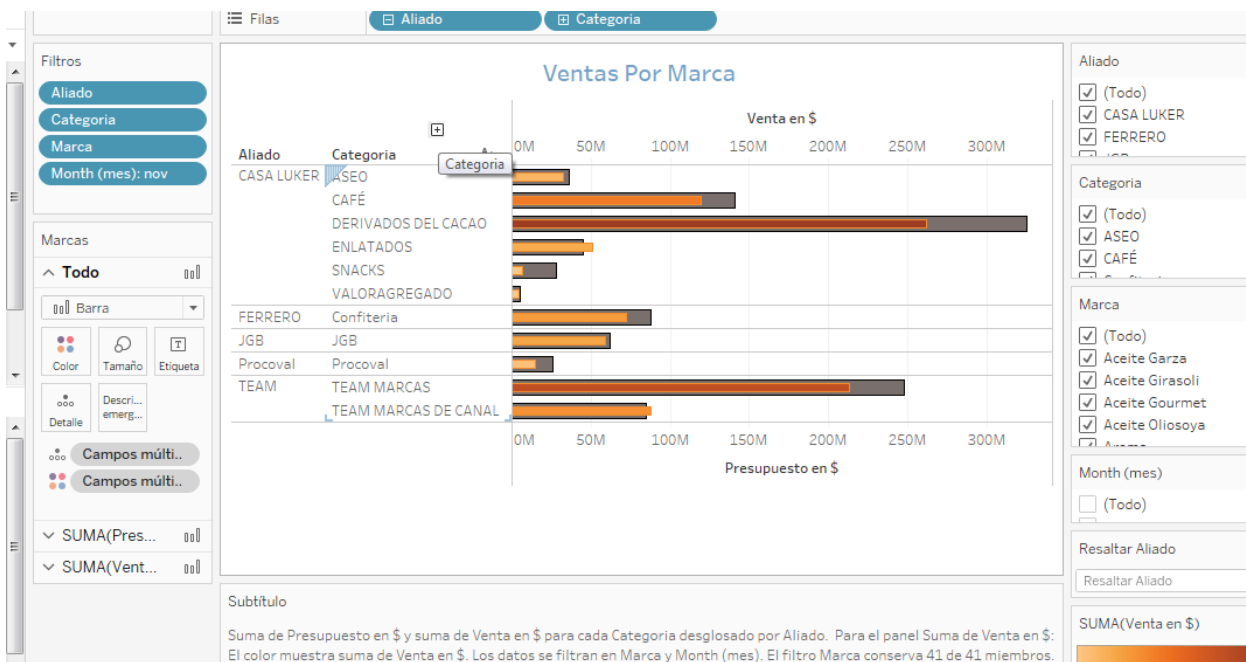 Filas
Aliado
Categoria
Filtros
Aliado
Categoria
Marca
Month (mes): nov
Marcas
Todo
Barra
Color
Tamaño
Etiqueta
Detalle
Descri...
emerg...
Campos múlti..
Campos múlti..
SUMA(Pres...
SUMA(Vent...
Ventas Por Marca
Venta en $
Aliado
Categoria
Categoria
0M 50M 100M 150M 200M 250M 300M
CASA LUKER ASEO
CAFÉ
DERIVADOS DEL CACAO
ENLATADOS
SNACKS
VALORAGREGADO
FERRERO Confiteria
JGB JGB
Procoval Procoval
TEAM TEAM MARCAS
TEAM MARCAS DE CANAL
0M 50M 100M 150M 200M 250M 300M
Presupuesto en $
Subtítulo
Suma de Presupuesto en $ y suma de Venta en $ para cada Categoria desglosado por Aliado. Para el panel Suma de Venta en $:
El color muestra suma de Venta en $. Los datos se filtran en Marca y Month (mes). El filtro Marca conserva 41 de 41 miembros.
Aliado
(Todo)
CASA LUKER
FERRERO
Categoria
(Todo)
ASEO
CAFÉ
Marca
(Todo)
Aceite Garza
Aceite Girasoli
Aceite Gourmet
Aceite Oliosoya
Month (mes)
(Todo)
Resaltar Aliado
Resaltar Aliado
SUMA(Venta en $)